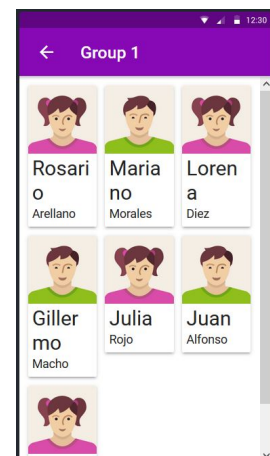 12:30
Group 1
Rosari
o
Arellano
Maria
no
Morales
Loren
a
Diez
Giller
mo
Macho
Julia
Rojo
Juan
Alfonso